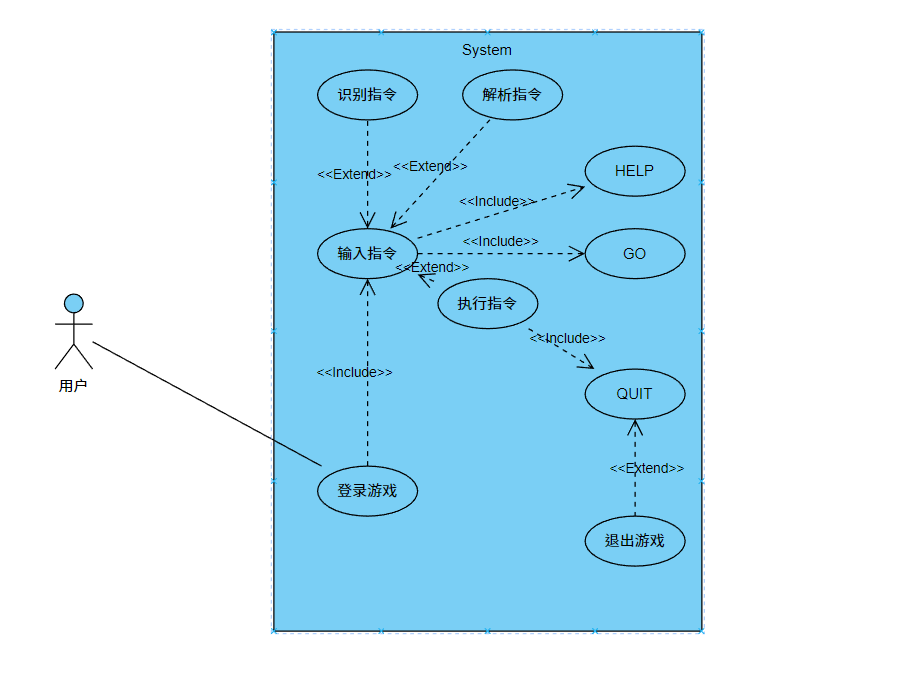 System
识别指令
解析指令
<<Extend>>
<<Extend>>
HELP
<<Include>>
<<Include>>
输入指令
GO
<<Extend>>
执行指令
<<Include>>
用户
<<Include>>
QUIT
<<Extend>>
登录游戏
退出游戏